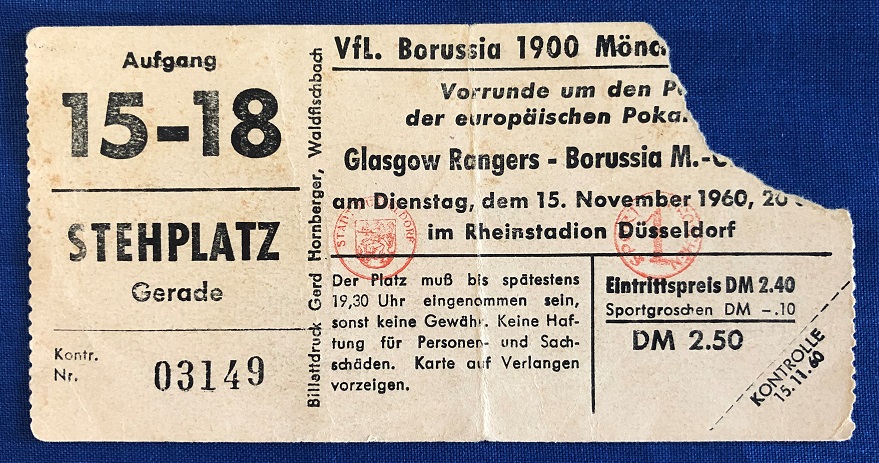 Aufgang
15-18
STEHPLATZ
Gerade
Kontr.
Nr.
03149
Billettdruck Gerd Hornberger, Waldfischbach
VfL. Borussia 1900
Vorrunde um den
der europäischen
Glasgow Rangers - Borussia
am Dienstag, dem 15. November 1960,
im Rheinstadion Düsseldorf
Der Platz muß bis spätestens
19,30 Uhr eingenommen sein,
sonst keine Gewähr. Keine Haf-
tung für Personen- und Sach-
schäden. Karte auf Verlangen
vorzeigen.
Eintrittspreis DM 2.40
Sportgroschen DM -.10
DM 2.50
KONTROLLE
15.11.60
1